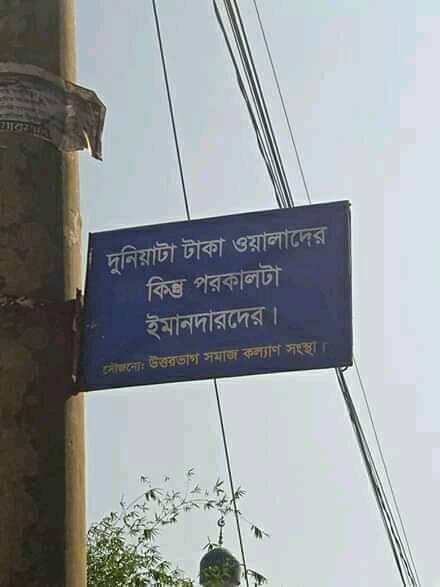 দুনিয়াটা টাকা ওয়ালাদের
কিন্তু পরকালটা
ইমানদারদের।
সৌজন্যে: উত্তরভাগ সমাজ কল্যাণ সংস্থা।